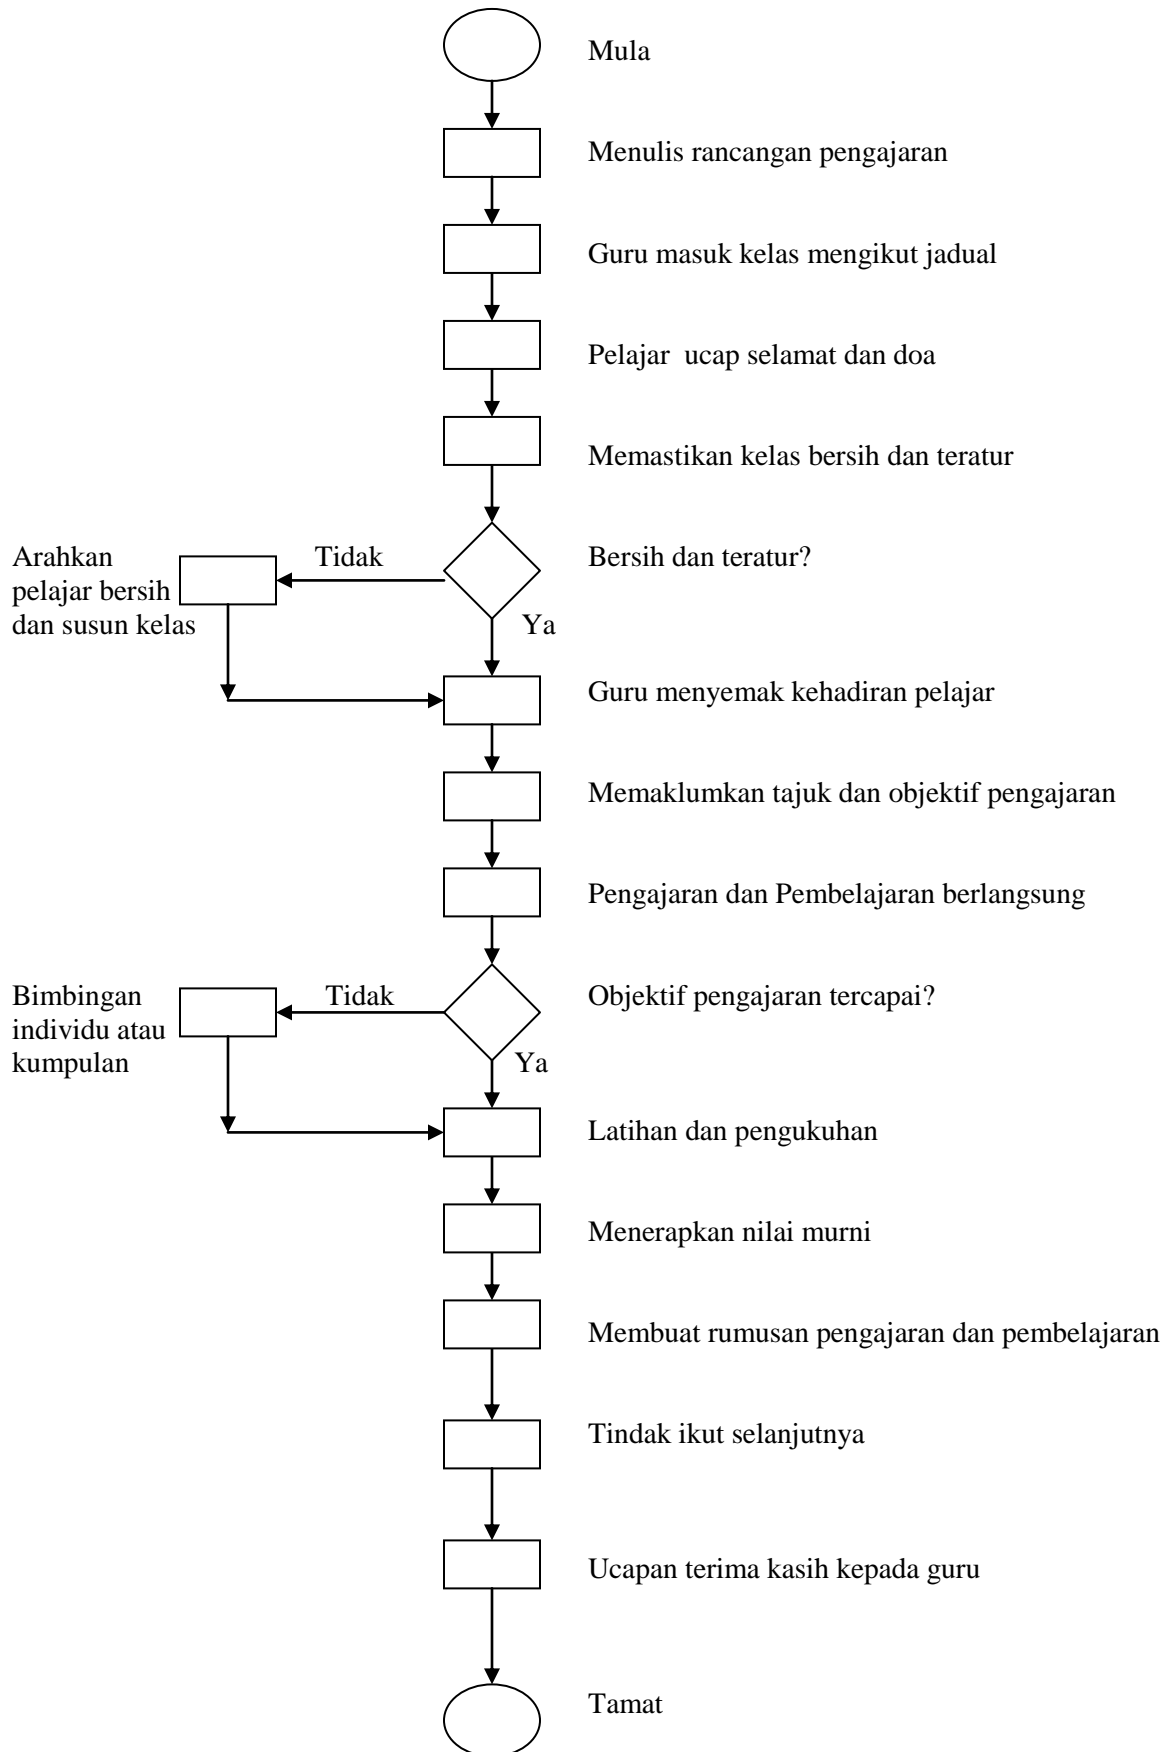 Mula
Menulis rancangan pengajaran
Guru masuk kelas mengikut jadual
Pelajar  ucap selamat dan doa
Memastikan kelas bersih dan teratur
Bersih dan teratur?
Tidak
Arahkan
pelajar bersih
dan susun kelas
Ya
Guru menyemak kehadiran pelajar
Memaklumkan tajuk dan objektif pengajaran
Pengajaran dan Pembelajaran berlangsung
Objektif pengajaran tercapai?
Tidak
Bimbingan
individu atau
kumpulan
Ya
Latihan dan pengukuhan
Menerapkan nilai murni
Membuat rumusan pengajaran dan pembelajaran
Tindak ikut selanjutnya
Ucapan terima kasih kepada guru
Tamat